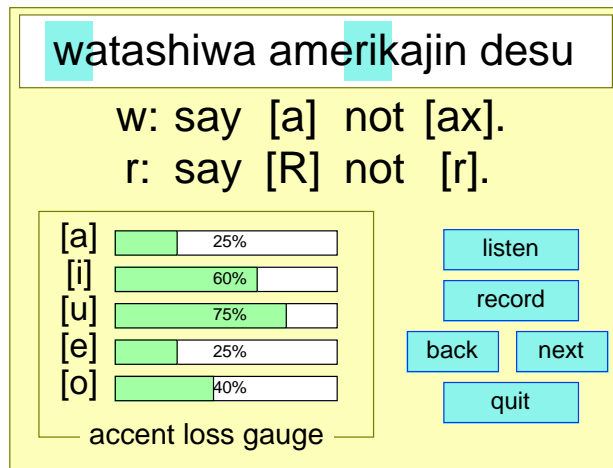 watashiwa amerikajin desu
w: say [a] not [ax].
r: say [R] not [r].
[a] 25%
[i] 60%
[u] 75%
[e] 25%
[o] 40%
accent loss gauge
listen
record
back next
quit